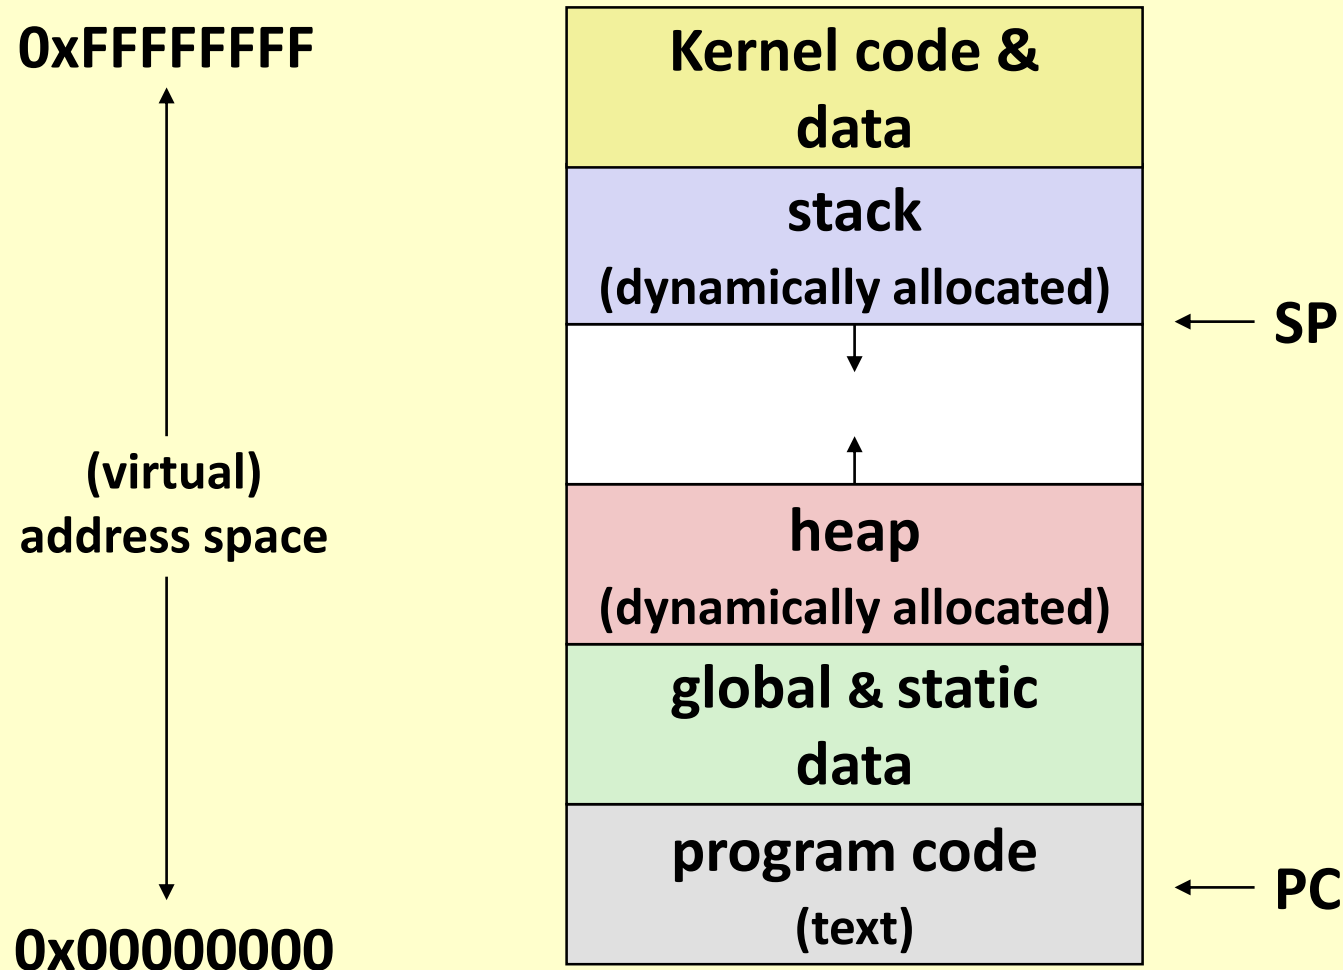 0xFFFFFFFF
Kernel code &
data
stack
(dynamically allocated)
SP
(virtual)
address space
heap
(dynamically allocated)
global & static
data
program code
(text)
PC
0x00000000